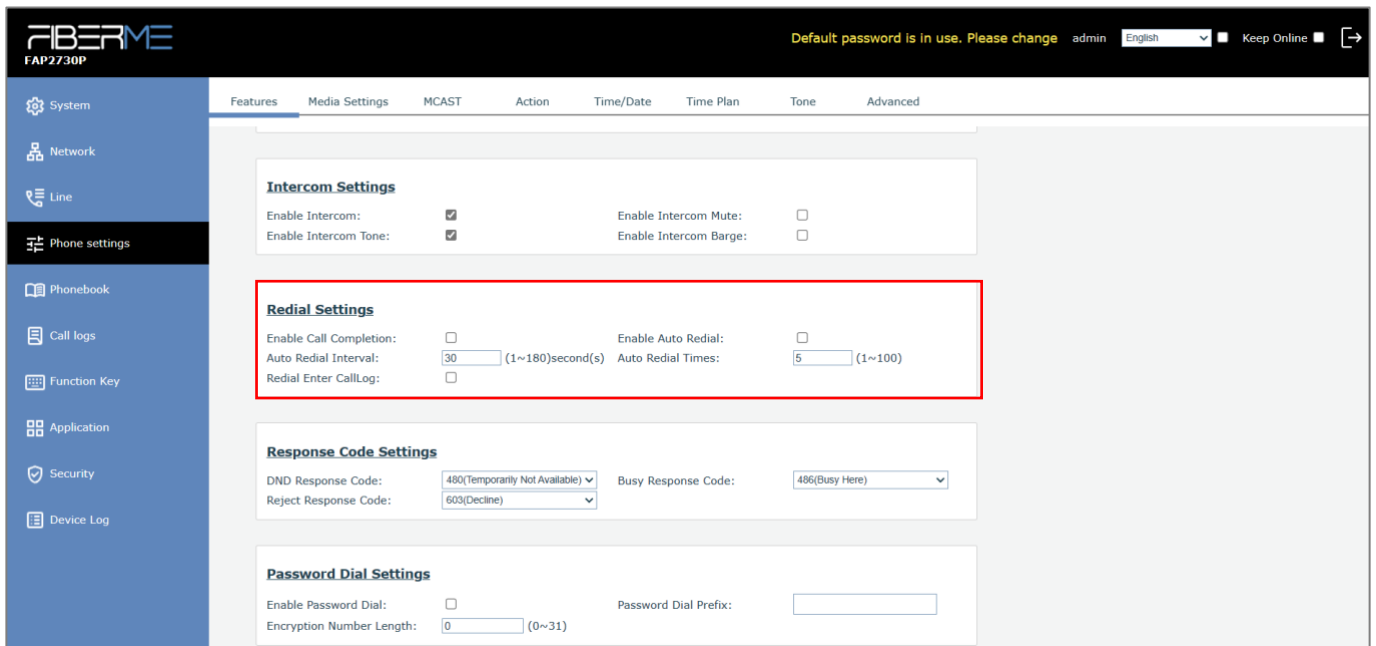 FIBERME
FAP2730P
Default password is in use. Please change admin English Keep Online
System
Network
Line
Phone settings
Phonebook
Call logs
Function Key
Application
Security
Device Log
Features Media Settings MCAST Action Time/Date Time Plan Tone Advanced
Intercom Settings
Enable Intercom: Enable Intercom Mute:
Enable Intercom Tone: Enable Intercom Barge:
Redial Settings
Enable Call Completion: Enable Auto Redial:
Auto Redial Interval: 30 (1~180)second(s) Auto Redial Times: 5 (1~100)
Redial Enter CallLog:
Response Code Settings
DND Response Code: 480(Temporarily Not Available) Busy Response Code: 486(Busy Here)
Reject Response Code: 603(Decline)
Password Dial Settings
Enable Password Dial: Password Dial Prefix:
Encryption Number Length: 0 (0~31)